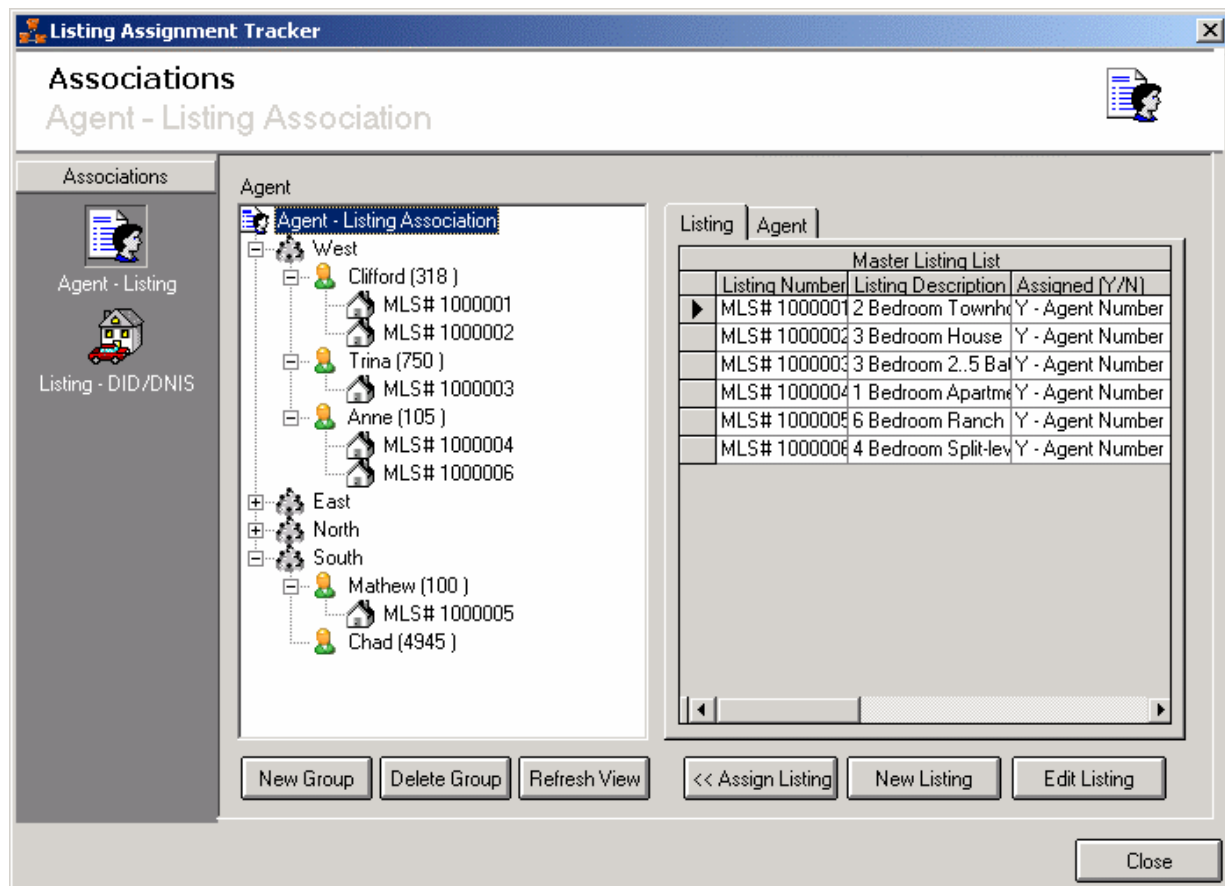 Listing Assignment Tracker
Associations
Agent - Listing Association
Associations
Agent - Listing
Listing - DID/DNIS
Agent
Agent - Listing Association
West
Clifford (318 )
MLS# 1000001
MLS# 1000002
Trina (750 )
MLS# 1000003
Anne (105 )
MLS# 1000004
MLS# 1000006
East
North
South
Mathew (100 )
MLS# 1000005
Chad (4945 )
New Group Delete Group Refresh View
Listing Agent
Master Listing List
Listing Number Listing Description Assigned (Y/N)
MLS# 1000001 2 Bedroom Townho Y - Agent Number
MLS# 1000002 3 Bedroom House Y - Agent Number
MLS# 1000003 3 Bedroom 2..5 Bat Y - Agent Number
MLS# 1000004 1 Bedroom Apartme Y - Agent Number
MLS# 1000005 6 Bedroom Ranch Y - Agent Number
MLS# 1000006 4 Bedroom Split-lev Y - Agent Number
<< Assign Listing New Listing Edit Listing
Close